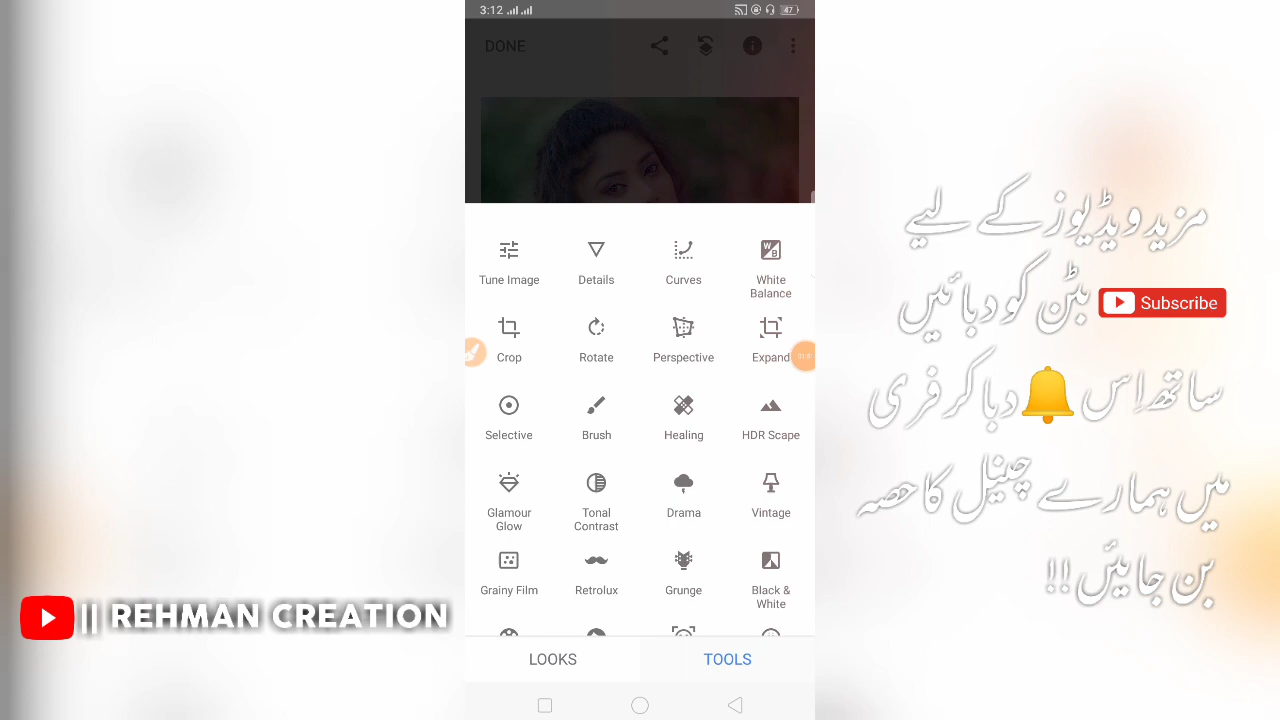 3:12
47
DONE
Tune Image
Details
Curves
White Balance
Crop
Rotate
Perspective
Expand
Selective
Brush
Healing
HDR Scape
Glamour Glow
Tonal Contrast
Drama
Vintage
Grainy Film
Retrolux
Grunge
Black & White
LOOKS
TOOLS
|| REHMAN CREATION
مزید ویڈیوز کے لیے
Subscribe بٹن کو دبائیں
ساتھ اِس دبا کر فری
میں ہمارے چینل کا حصہ
بن جایئں !!